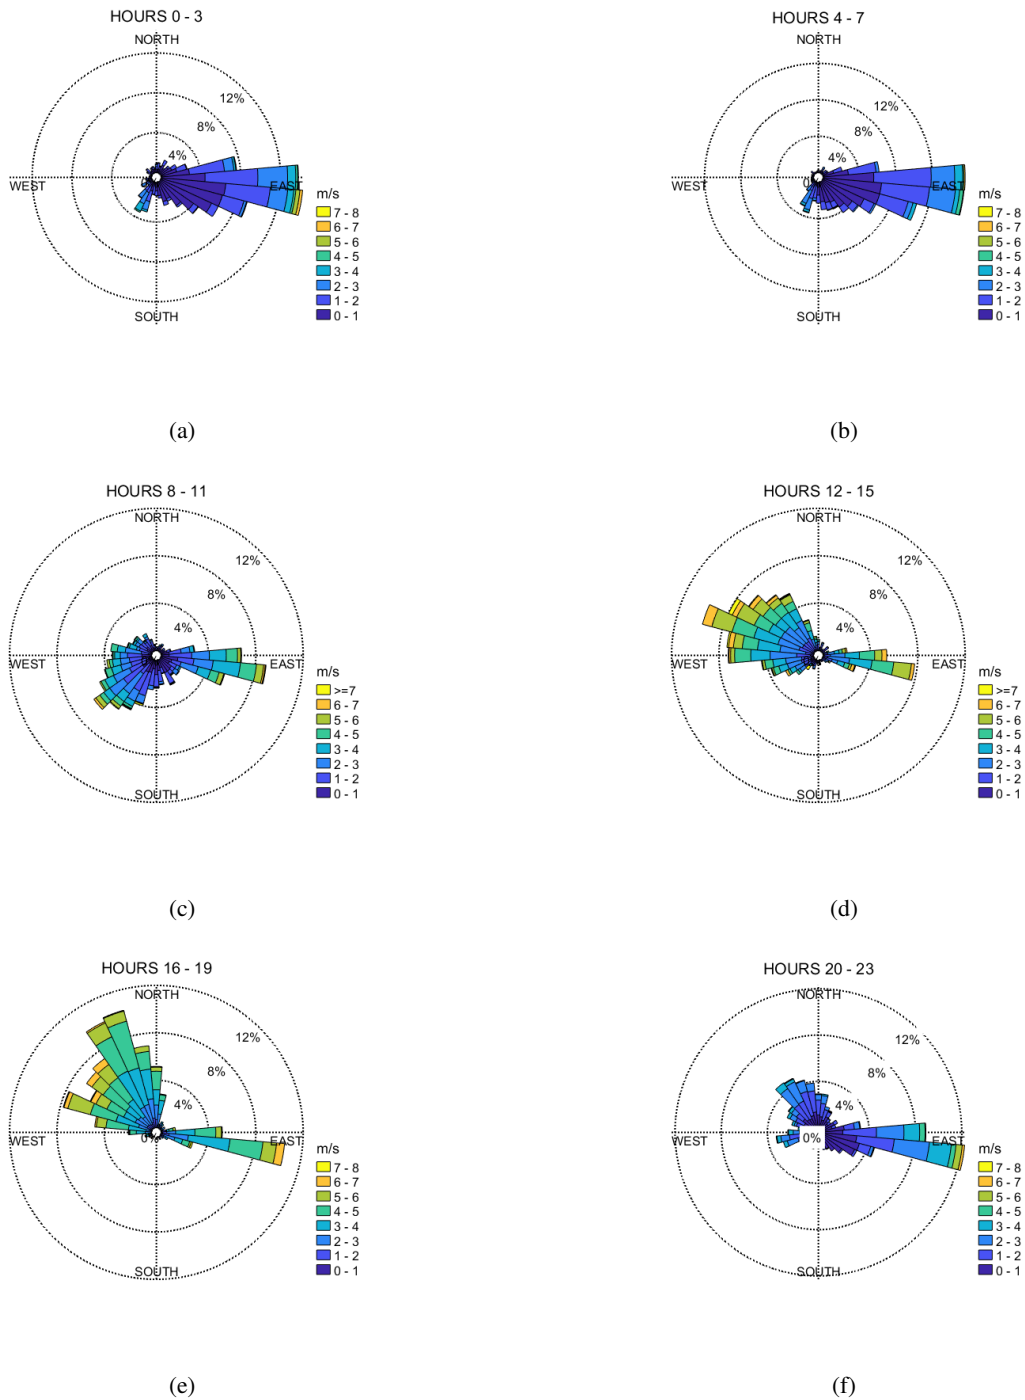 HOURS 0 - 3
NORTH
12%
8%
4%
WEST
EAST
SOUTH
m/s
7 - 8
6 - 7
5 - 6
4 - 5
3 - 4
2 - 3
1 - 2
0 - 1
(a)
HOURS 4 - 7
NORTH
12%
8%
4%
0
WEST
EAST
SOUTH
m/s
7 - 8
6 - 7
5 - 6
4 - 5
3 - 4
2 - 3
1 - 2
0 - 1
(b)
HOURS 8 - 11
NORTH
12%
8%
4%
WEST
EAST
SOUTH
m/s
>=7
6 - 7
5 - 6
4 - 5
3 - 4
2 - 3
1 - 2
0 - 1
(c)
HOURS 12 - 15
NORTH
12%
8%
4%
WEST
EAST
SOUTH
m/s
>=7
6 - 7
5 - 6
4 - 5
3 - 4
2 - 3
1 - 2
0 - 1
(d)
HOURS 16 - 19
NORTH
12%
8%
4%
0%
WEST
EAST
SOUTH
m/s
7 - 8
6 - 7
5 - 6
4 - 5
3 - 4
2 - 3
1 - 2
0 - 1
(e)
HOURS 20 - 23
NORTH
12%
8%
4%
0%
WEST
EAST
SOUTH
m/s
7 - 8
6 - 7
5 - 6
4 - 5
3 - 4
2 - 3
1 - 2
0 - 1
(f)